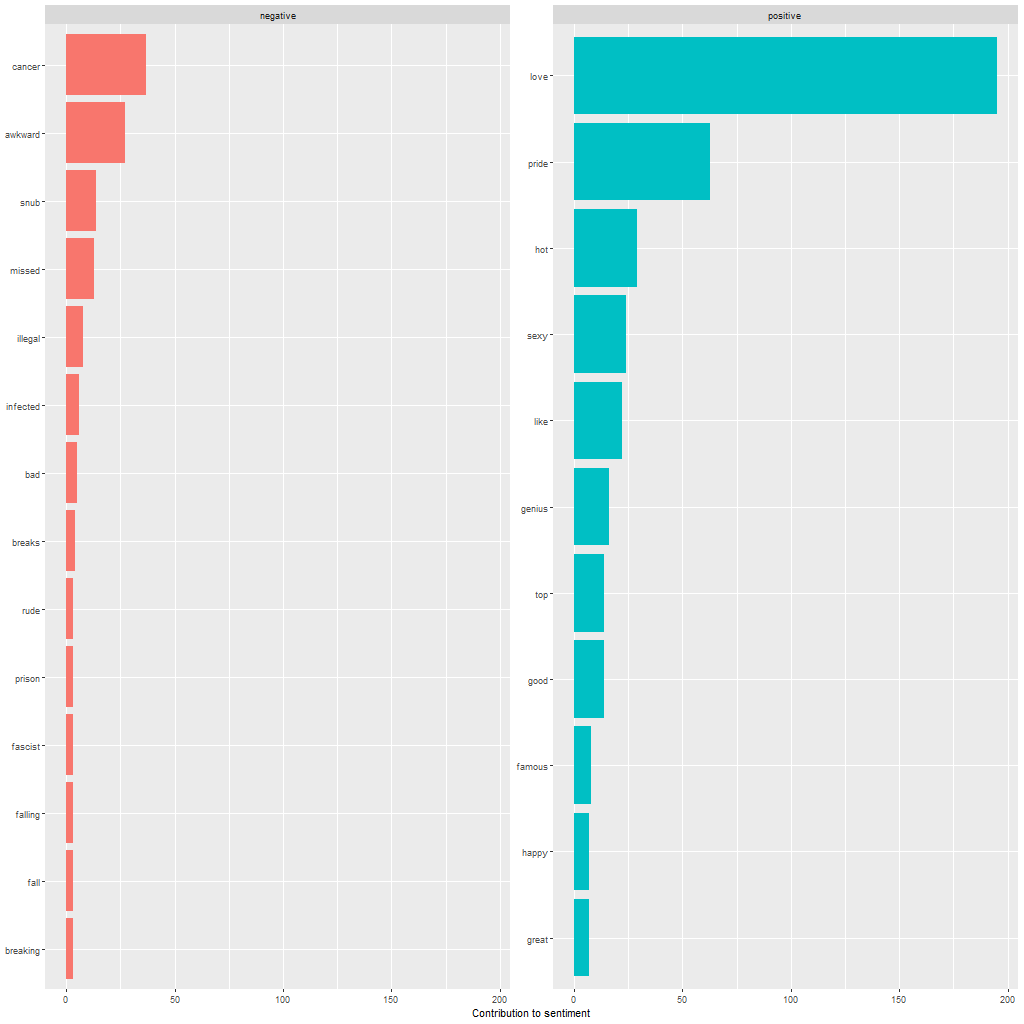 negative
cancer
awkward
snub
missed
illegal
infected
bad
breaks
rude
prison
fascist
falling
fall
breaking
0 50 100 150 200
positive
love
pride
hot
sexy
like
genius
top
good
famous
happy
great
0 50 100 150 200
Contribution to sentiment